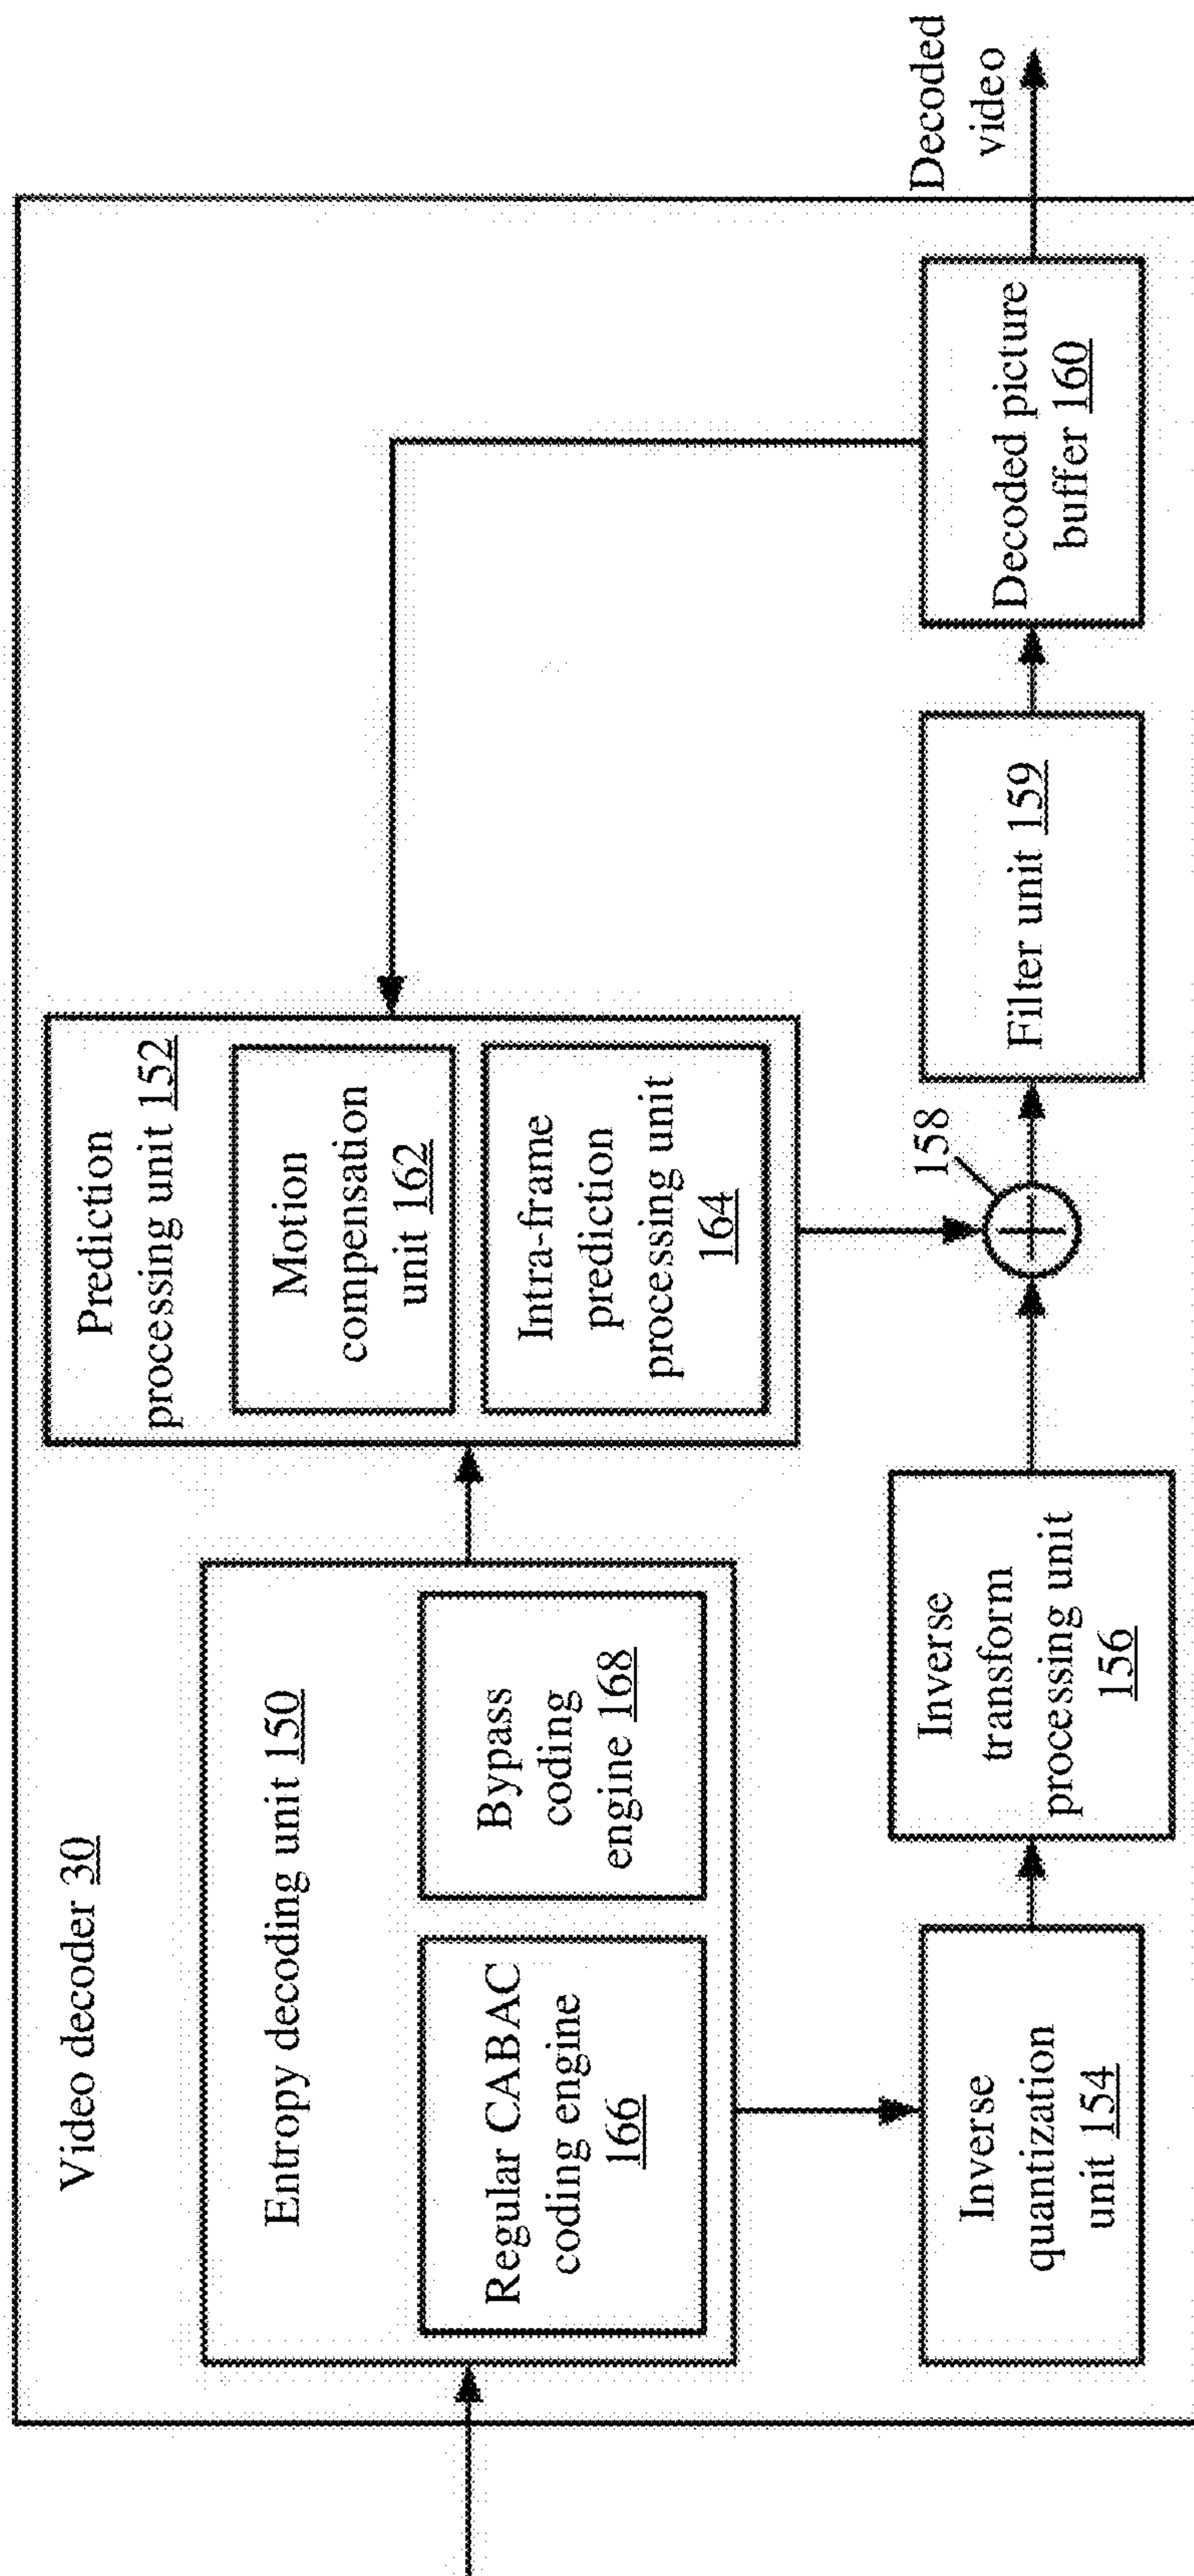 Video decoder 30
Entropy decoding unit 150
Regular CABAC
coding engine
166
Bypass
coding
engine 168
Prediction
processing unit 152
Motion
compensation
unit 162
Intra-frame
prediction
processing unit
164
Inverse
quantization
unit 154
Inverse
transform
processing unit
156
158
Filter unit 159
Decoded picture
buffer 160
Decoded
video